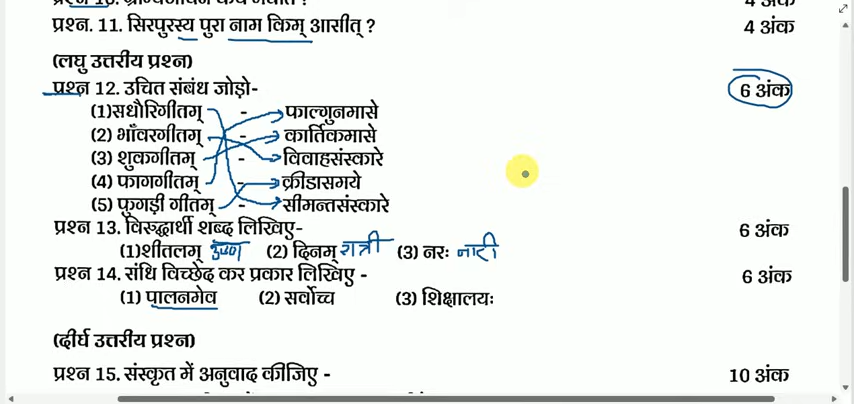 4 अंक
प्रश्न. 11. सिरपुरस्य पुरा नाम किम् आसीत् ? 4 अंक
(लघु उत्तरीय प्रश्न)
प्रश्न 12. उचित संबंध जोड़ो- 6 अंक
(1)सधौरिगीतम् - फाल्गुनमासे
(2) भाँवरगीतम् - कार्तिकमासे
(3) शुकगीतम् - विवाहसंस्कारे
(4) फागगीतम् - क्रीडासमये
(5) फुगड़ी गीतम् - सीमन्तसंस्कारे
प्रश्न 13. विरुद्धार्थी शब्द लिखिए- 6 अंक
(1)शीतलम् उष्ण (2) दिनम् रात्री (3) नरः नारी
प्रश्न 14. संधि विच्छेद कर प्रकार लिखिए - 6 अंक
(1) पालनगेव (2) सर्वोच्च (3) शिक्षालयः
(दीर्घ उत्तरीय प्रश्न)
प्रश्न 15. संस्कृत में अनुवाद कीजिए - 10 अंक